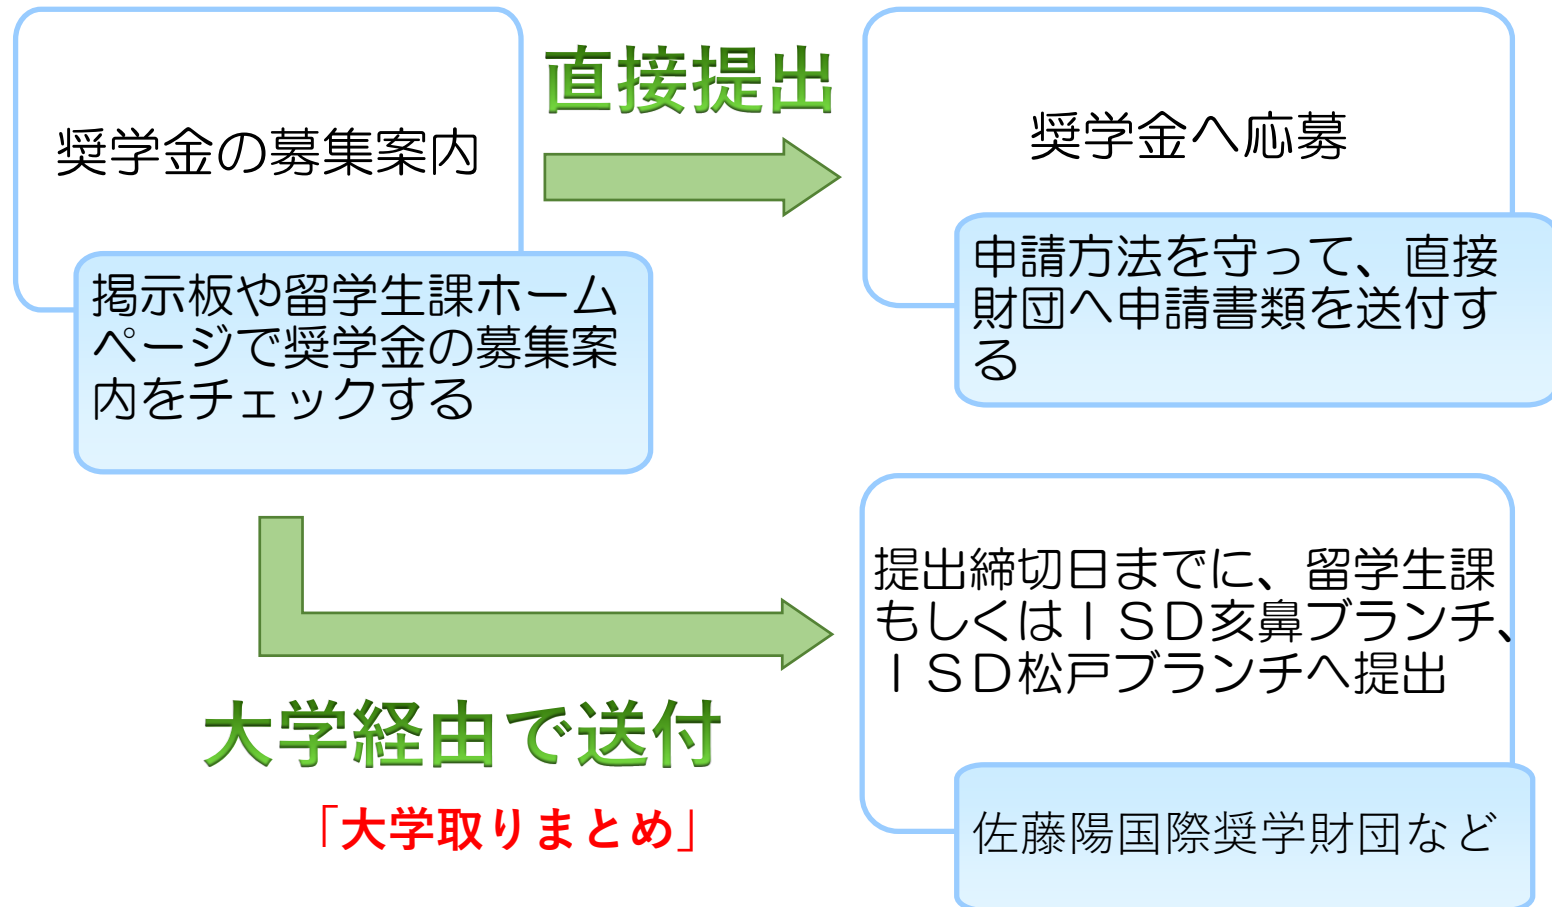 奨学金の募集案内
掲示板や留学生課ホーム
ページで奨学金の募集案
内をチェックする
直接提出
奨学金へ応募
申請方法を守って、直接
財団へ申請書類を送付す
る
大学経由で送付
「大学取りまとめ」
提出締切日までに、留学生課
もしくはＩＳＤ亥鼻ブランチ、
ＩＳＤ松戸ブランチへ提出
佐藤陽国際奨学財団など